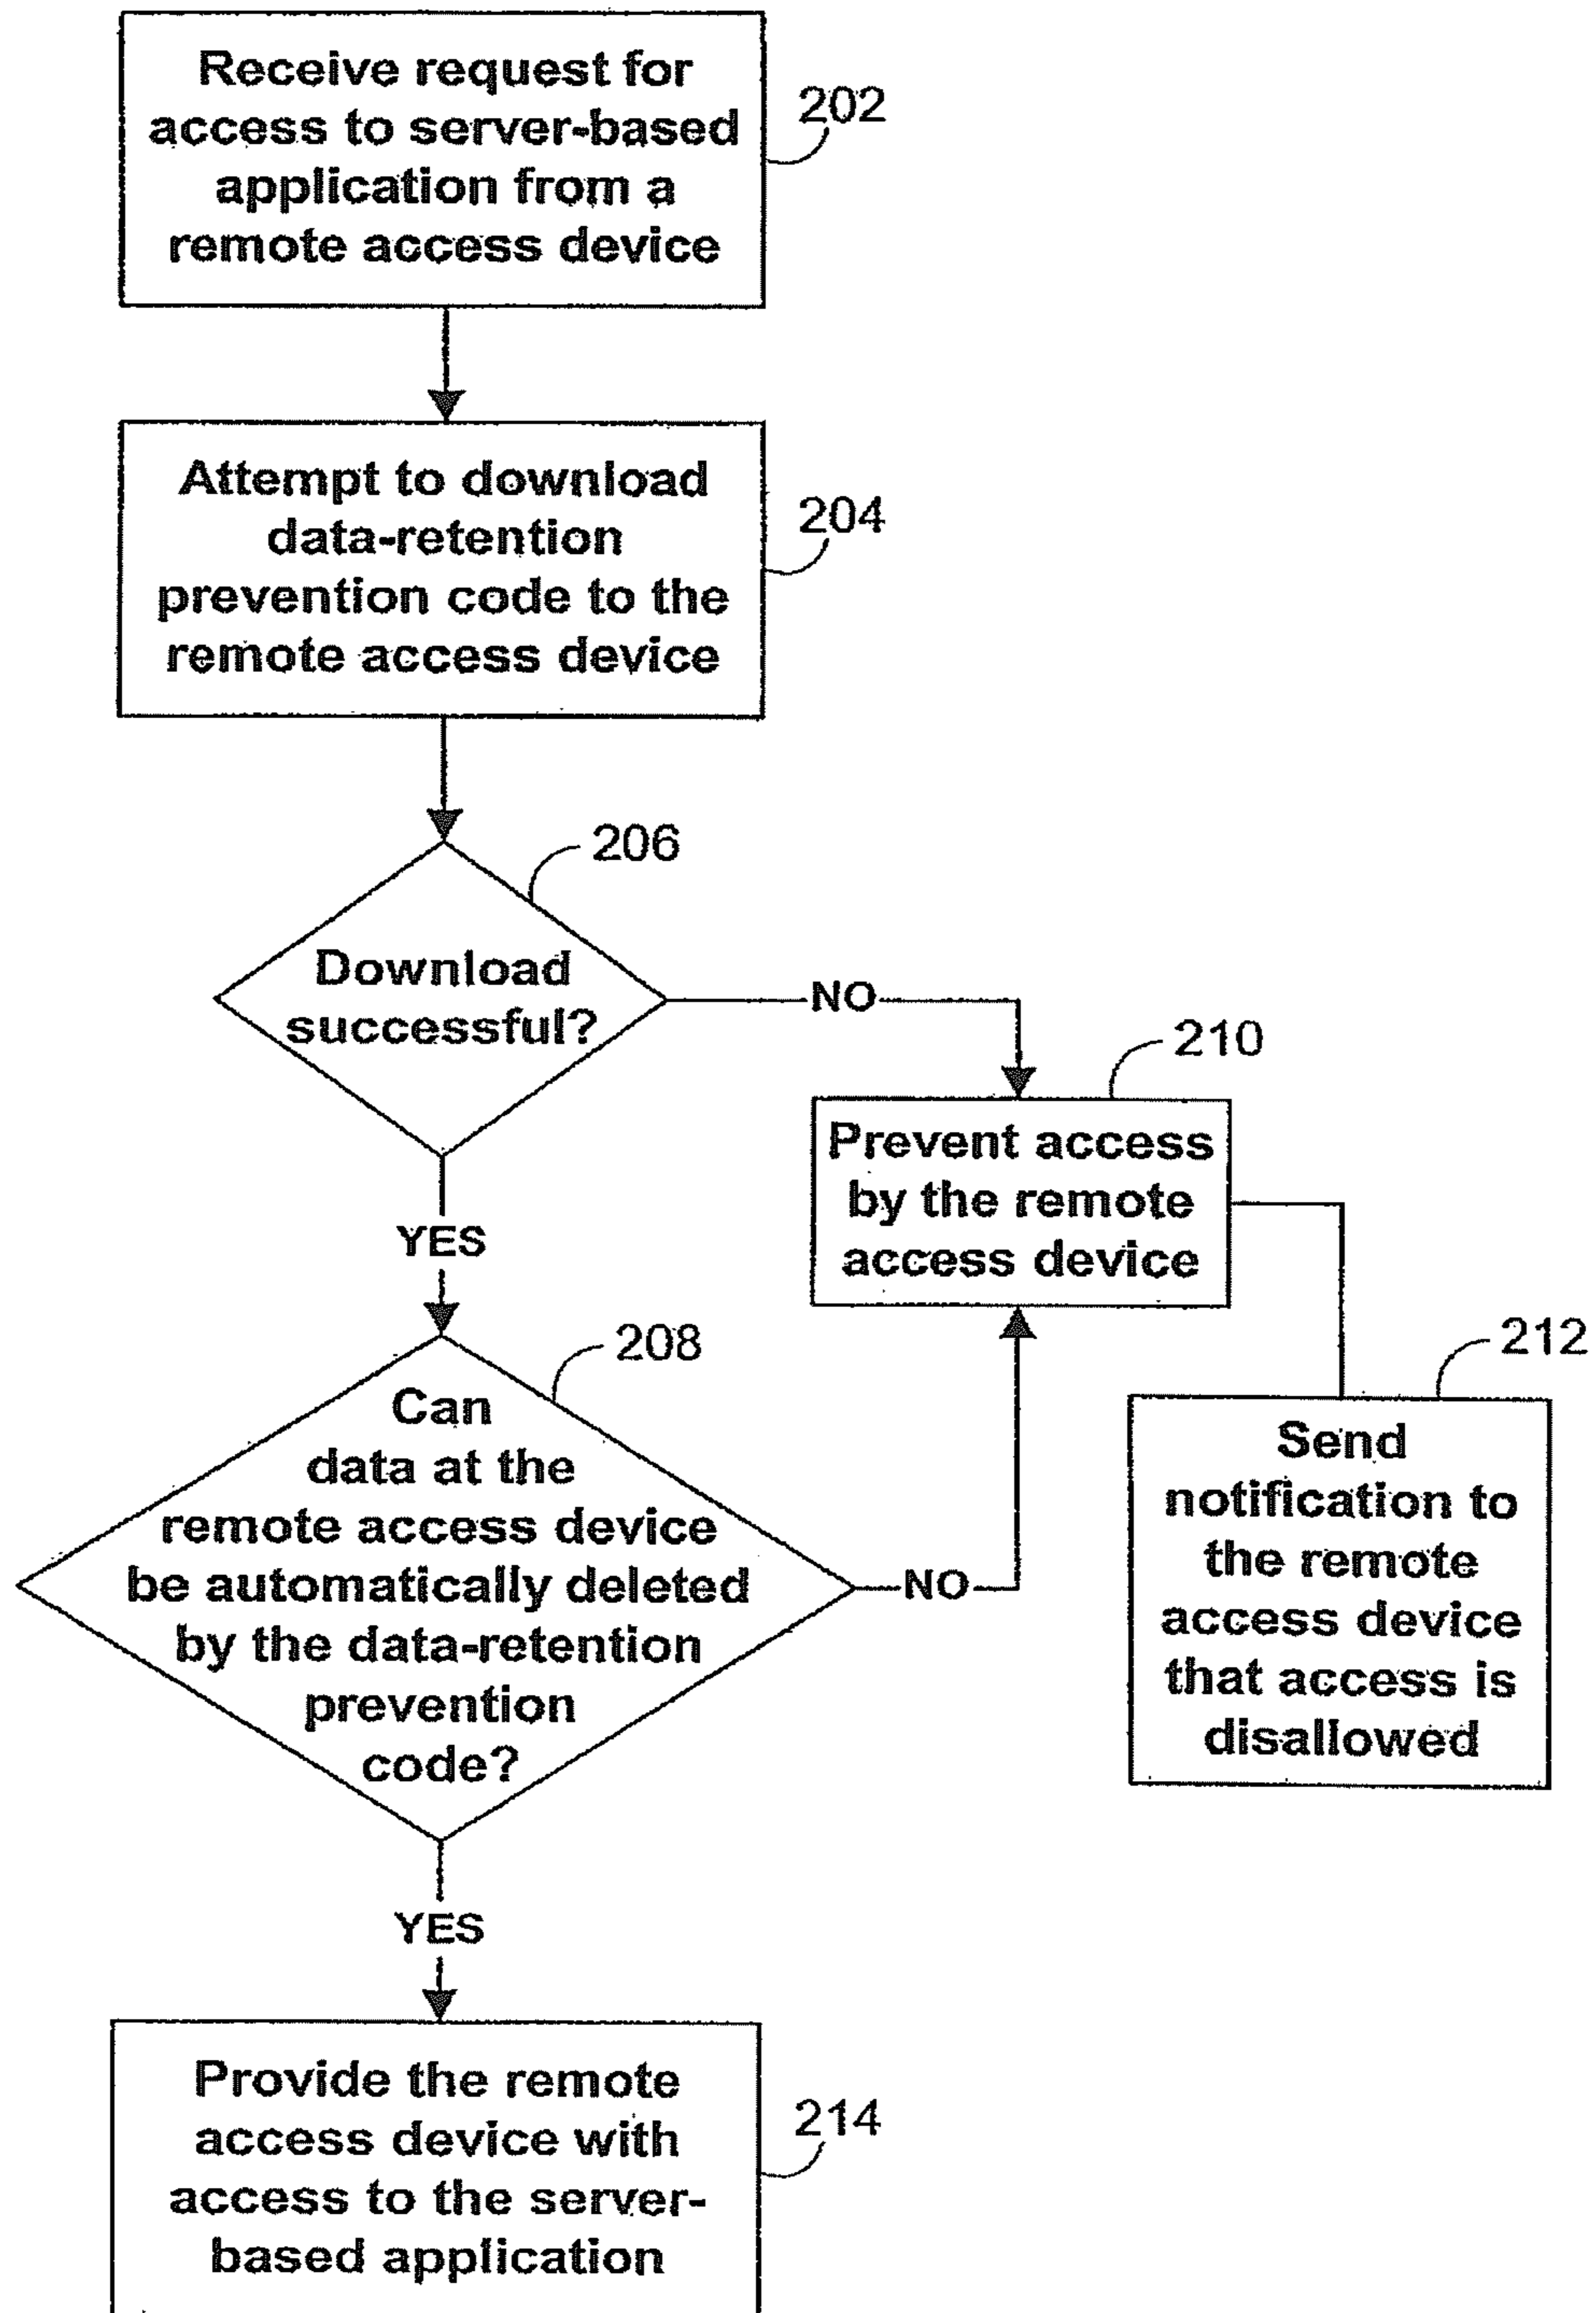 Receive request for
access to server-based
application from a
remote access device
202
Attempt to download
data-retention
prevention code to the
remote access device
204
206
Download
successful?
NO
YES
210
Prevent access
by the remote
access device
208
Can
data at the
remote access device
be automatically deleted
by the data-retention
prevention
code?
NO
YES
212
Send
notification to
the remote
access device
that access is
disallowed
Provide the remote
access device with
access to the server-
based application
214